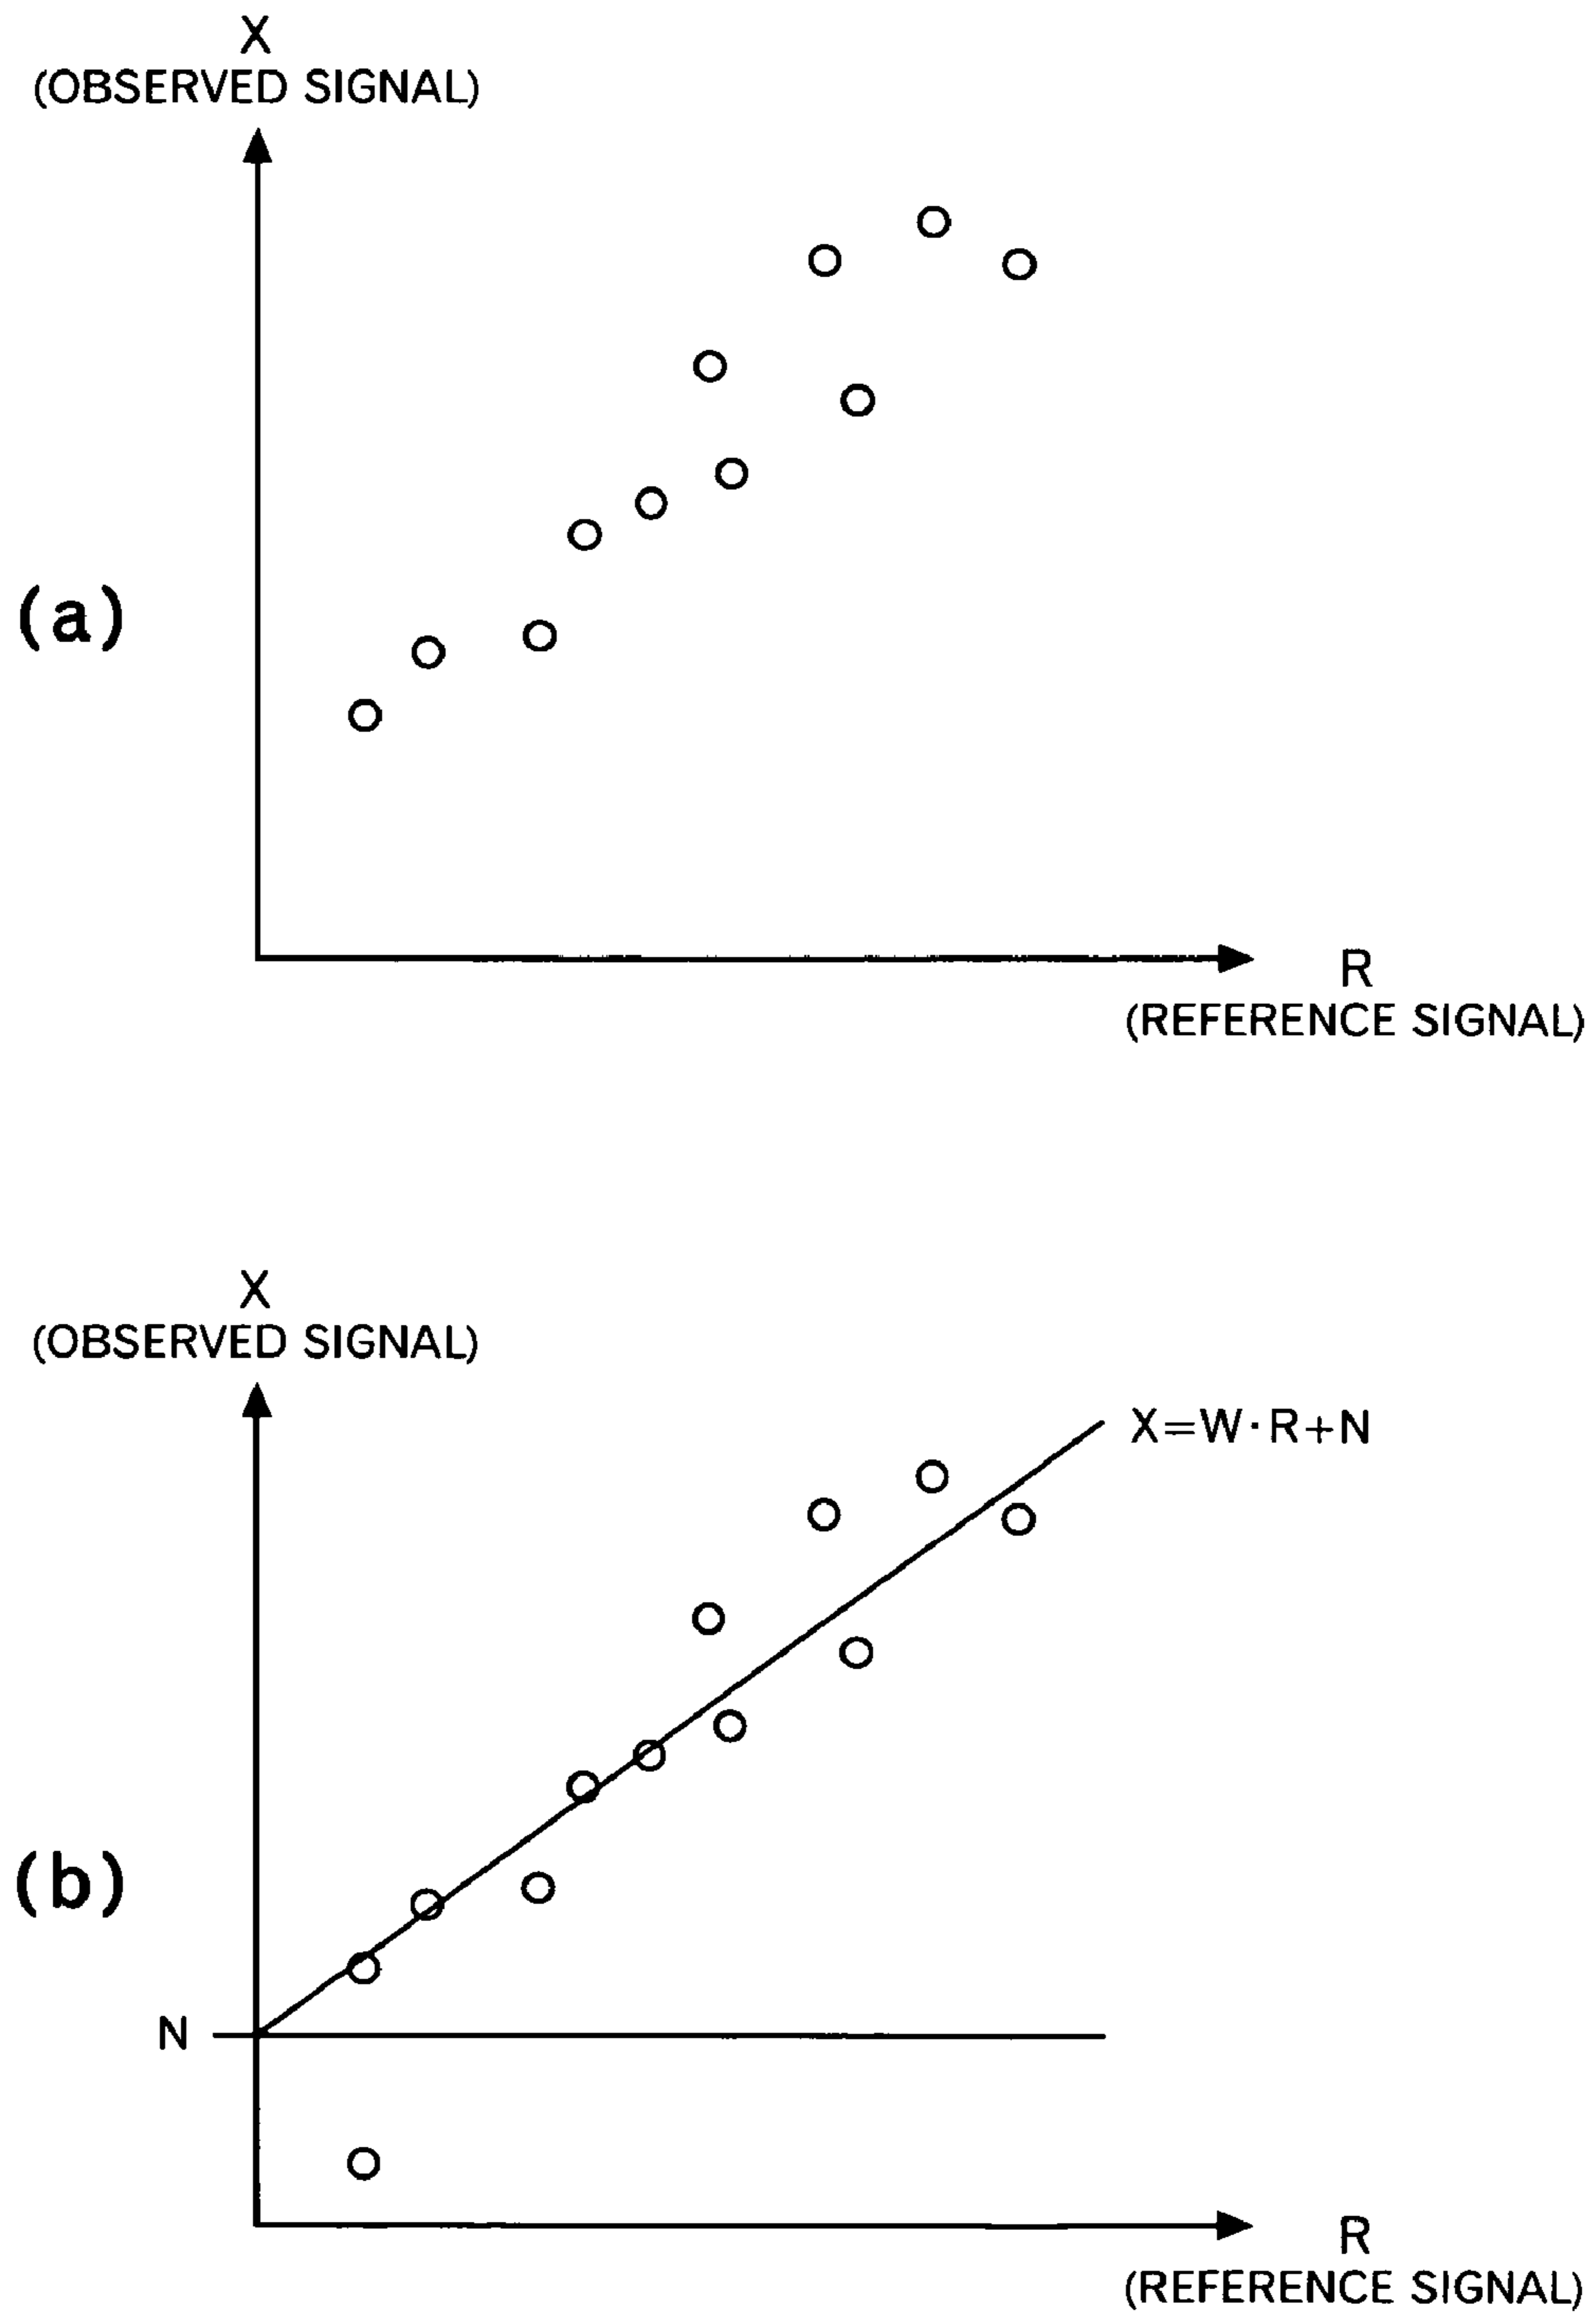 X
(OBSERVED SIGNAL)
(a)
R
(REFERENCE SIGNAL)
X
(OBSERVED SIGNAL)
X=W·R+N
(b)
N
R
(REFERENCE SIGNAL)